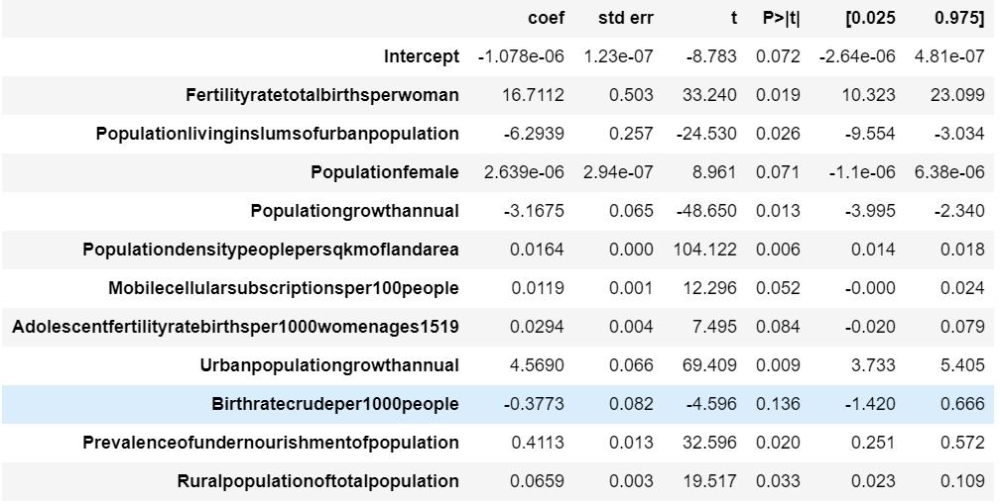 coef std err t P>|t| [0.025 0.975]
Intercept -1.078e-06 1.23e-07 -8.783 0.072 -2.64e-06 4.81e-07
Fertilityratetotalbirthsperwoman 16.7112 0.503 33.240 0.019 10.323 23.099
Populationlivinginslumsofurbanpopulation -6.2939 0.257 -24.530 0.026 -9.554 -3.034
Populationfemale 2.639e-06 2.94e-07 8.961 0.071 -1.1e-06 6.38e-06
Populationgrowthannual -3.1675 0.065 -48.650 0.013 -3.995 -2.340
Populationdensitypeoplepersqkmoflandarea 0.0164 0.000 104.122 0.006 0.014 0.018
Mobilecellularsubscriptionsper100people 0.0119 0.001 12.296 0.052 -0.000 0.024
Adolescentfertilityratebirthsper1000womenages1519 0.0294 0.004 7.495 0.084 -0.020 0.079
Urbanpopulationgrowthannual 4.5690 0.066 69.409 0.009 3.733 5.405
Birthratecrudeper1000people -0.3773 0.082 -4.596 0.136 -1.420 0.666
Prevalenceofundernourishmentofpopulation 0.4113 0.013 32.596 0.020 0.251 0.572
Ruralpopulationoftotalpopulation 0.0659 0.003 19.517 0.033 0.023 0.109